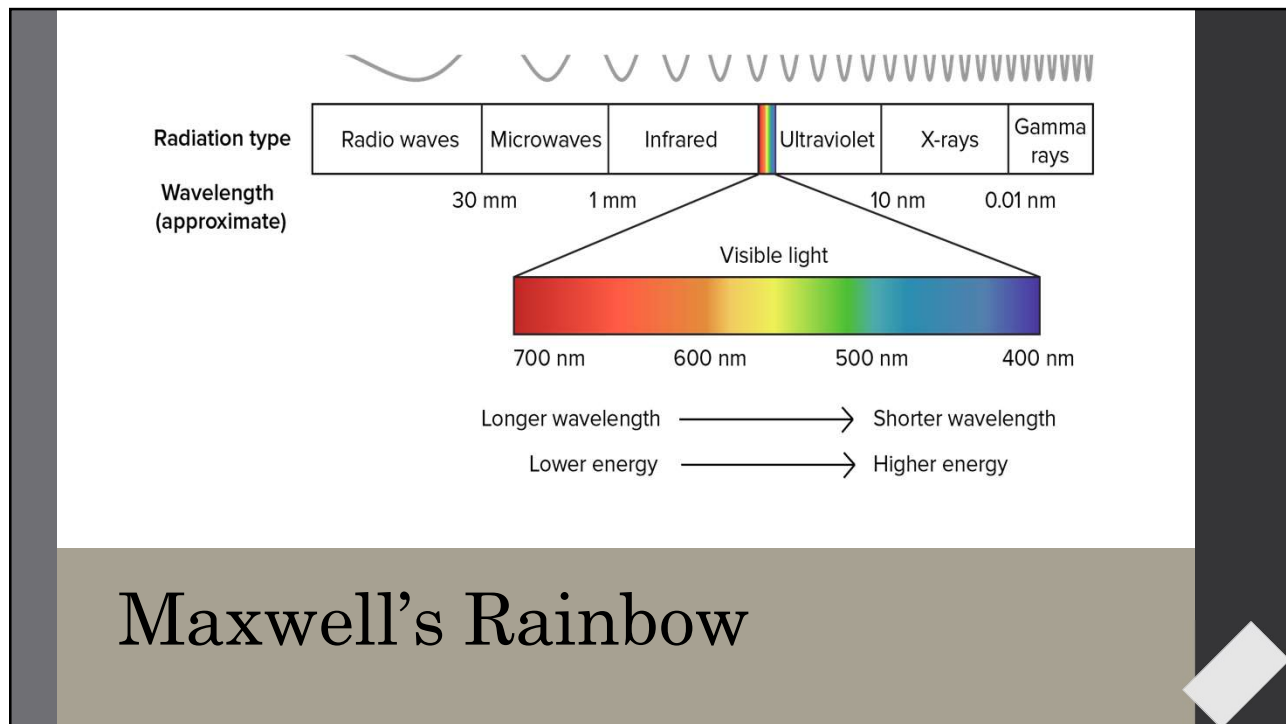 Radiation type
Radio waves
Microwaves
Infrared
Ultraviolet
X-rays
Gamma
rays
Wavelength
(approximate)
30 mm
1 mm
10 nm
0.01 nm
Visible light
700 nm
600 nm
500 nm
400 nm
Longer wavelength
Shorter wavelength
Lower energy
Higher energy
Maxwell’s Rainbow